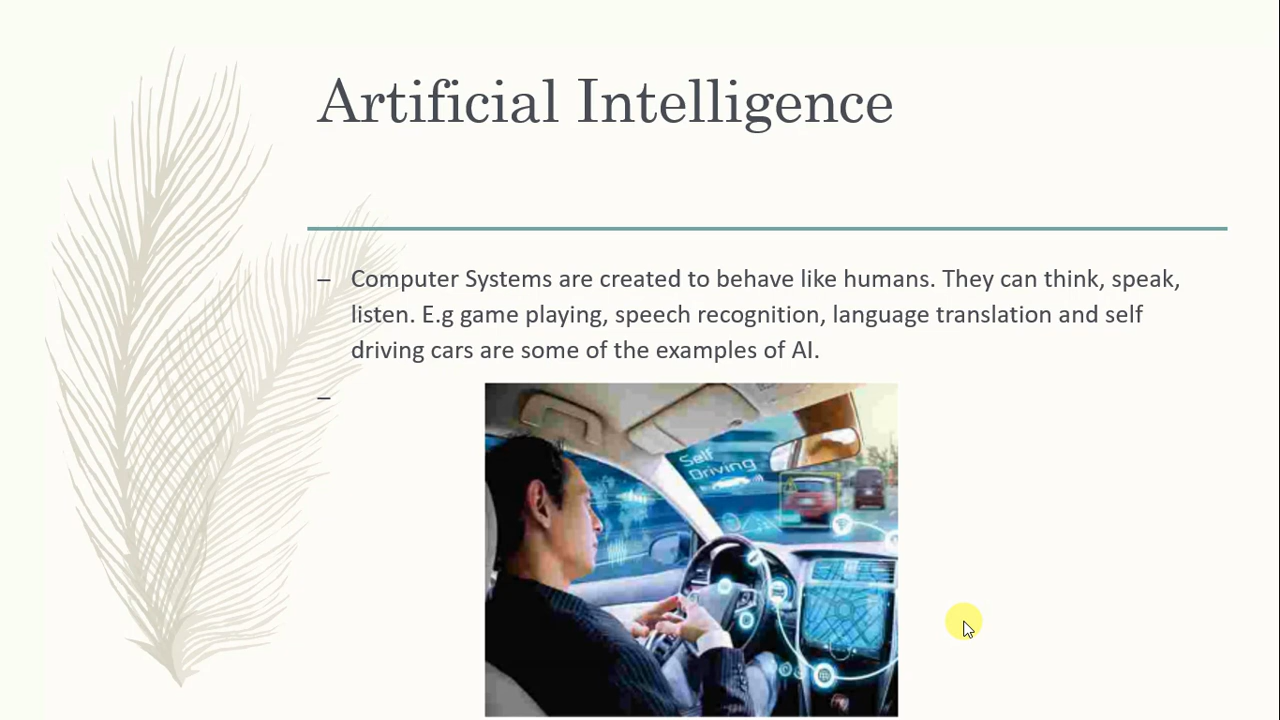 Artificial Intelligence
– Computer Systems are created to behave like humans. They can think, speak,
listen. E.g game playing, speech recognition, language translation and self
driving cars are some of the examples of AI.
–
Self
Driving